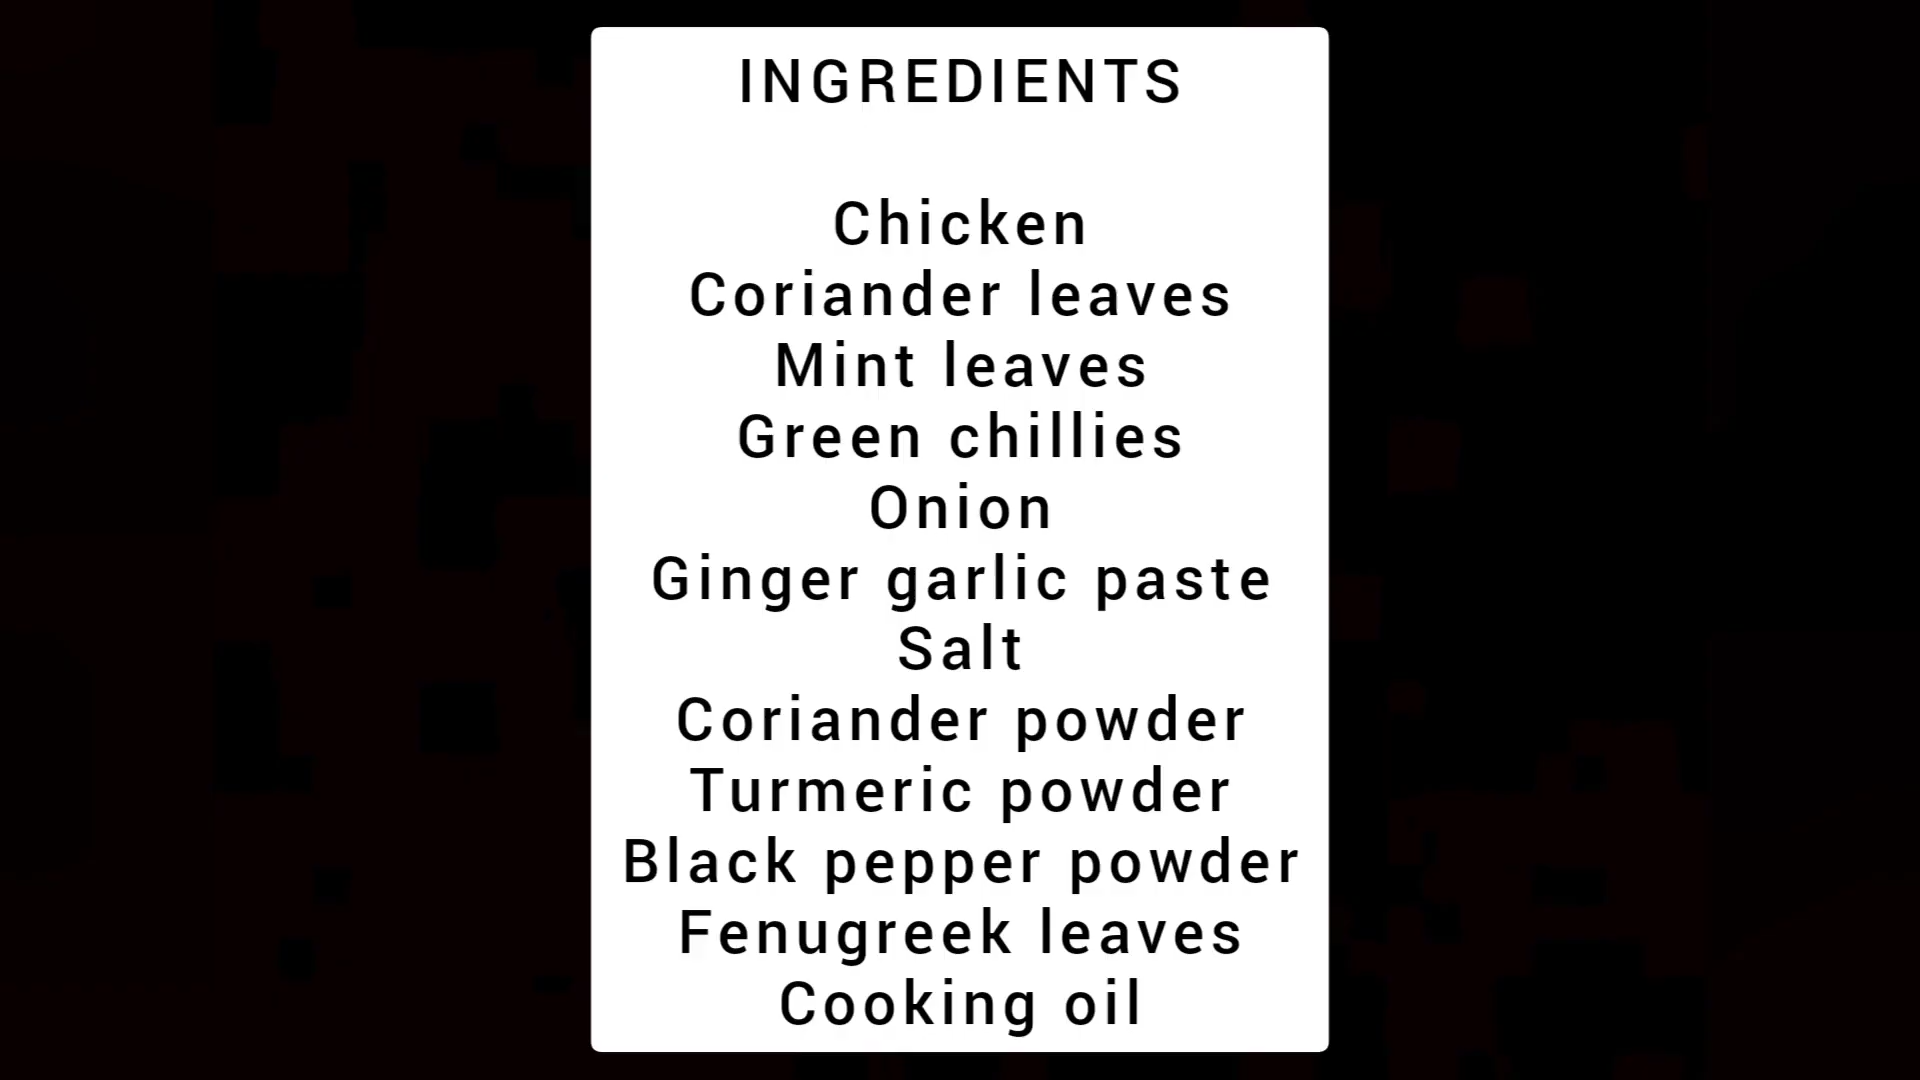 INGREDIENTS
Chicken
Coriander leaves
Mint leaves
Green chillies
Onion
Ginger garlic paste
Salt
Coriander powder
Turmeric powder
Black pepper powder
Fenugreek leaves
Cooking oil